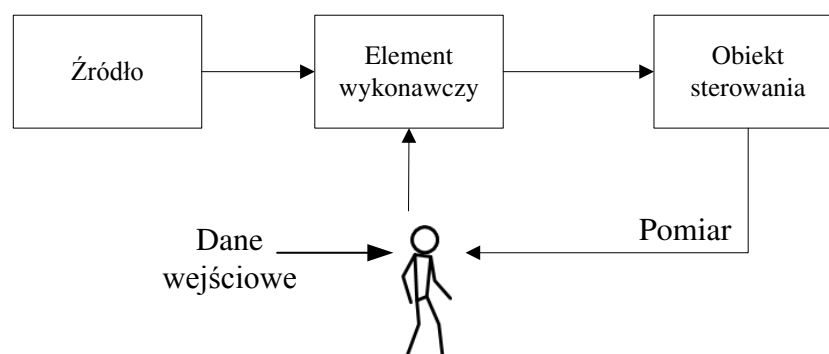 Źródło
Element
wykonawczy
Obiekt
sterowania
Dane
wejściowe
Pomiar